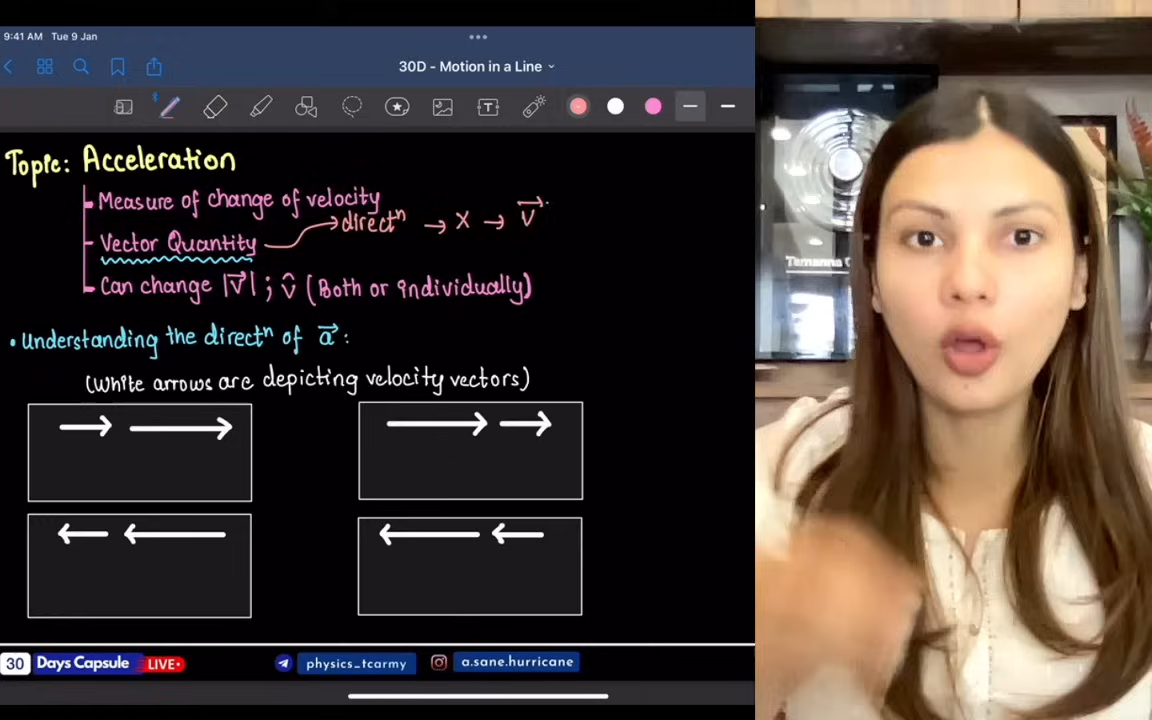 9:41 AM Tue 9 Jan
30D - Motion in a Line
T
Topic: Acceleration
Measure of change of velocity
Vector Quantity → directⁿ → x → v⃗
Can change |v⃗| ; v̂ (Both or individually)
• Understanding the directⁿ of a⃗ :
(White arrows are depicting velocity vectors)
30 Days Capsule LIVE physics_tcarmy a.sane.hurricane